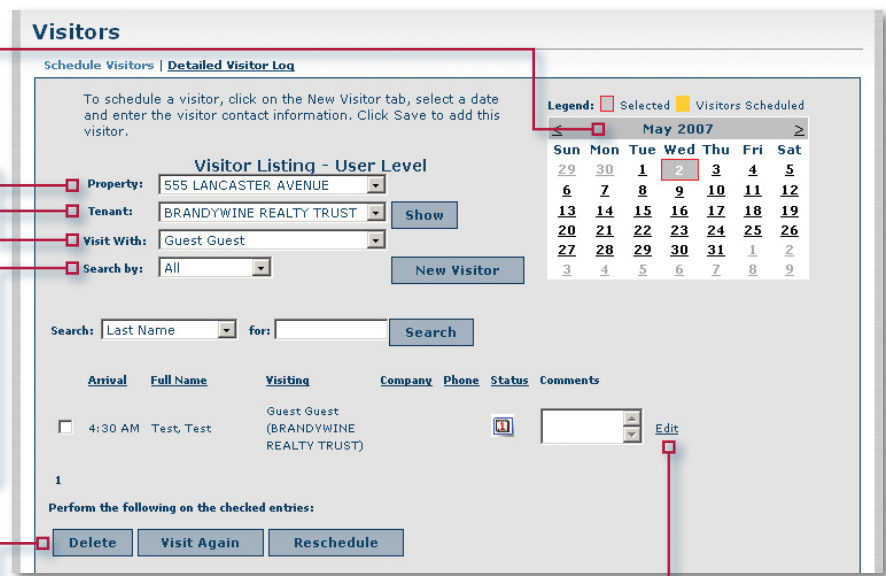 Visitors
Schedule Visitors | Detailed Visitor Log
To schedule a visitor, click on the New Visitor tab, select a date
and enter the visitor contact information. Click Save to add this
visitor.
Legend: Selected Visitors Scheduled
< May 2007 >
Sun Mon Tue Wed Thu Fri Sat
29 30 1 2 3 4 5
6 7 8 9 10 11 12
13 14 15 16 17 18 19
20 21 22 23 24 25 26
27 28 29 30 31 1 2
3 4 5 6 7 8 9
Visitor Listing - User Level
Property: 555 LANCASTER AVENUE
Tenant: BRANDYWINE REALTY TRUST Show
Visit With: Guest Guest
Search by: All New Visitor
Search: Last Name for: Search
Arrival Full Name Visiting Company Phone Status Comments
4:30 AM Test, Test Guest Guest
(BRANDYWINE
REALTY TRUST)
1
Edit
1
Perform the following on the checked entries:
Delete Visit Again Reschedule